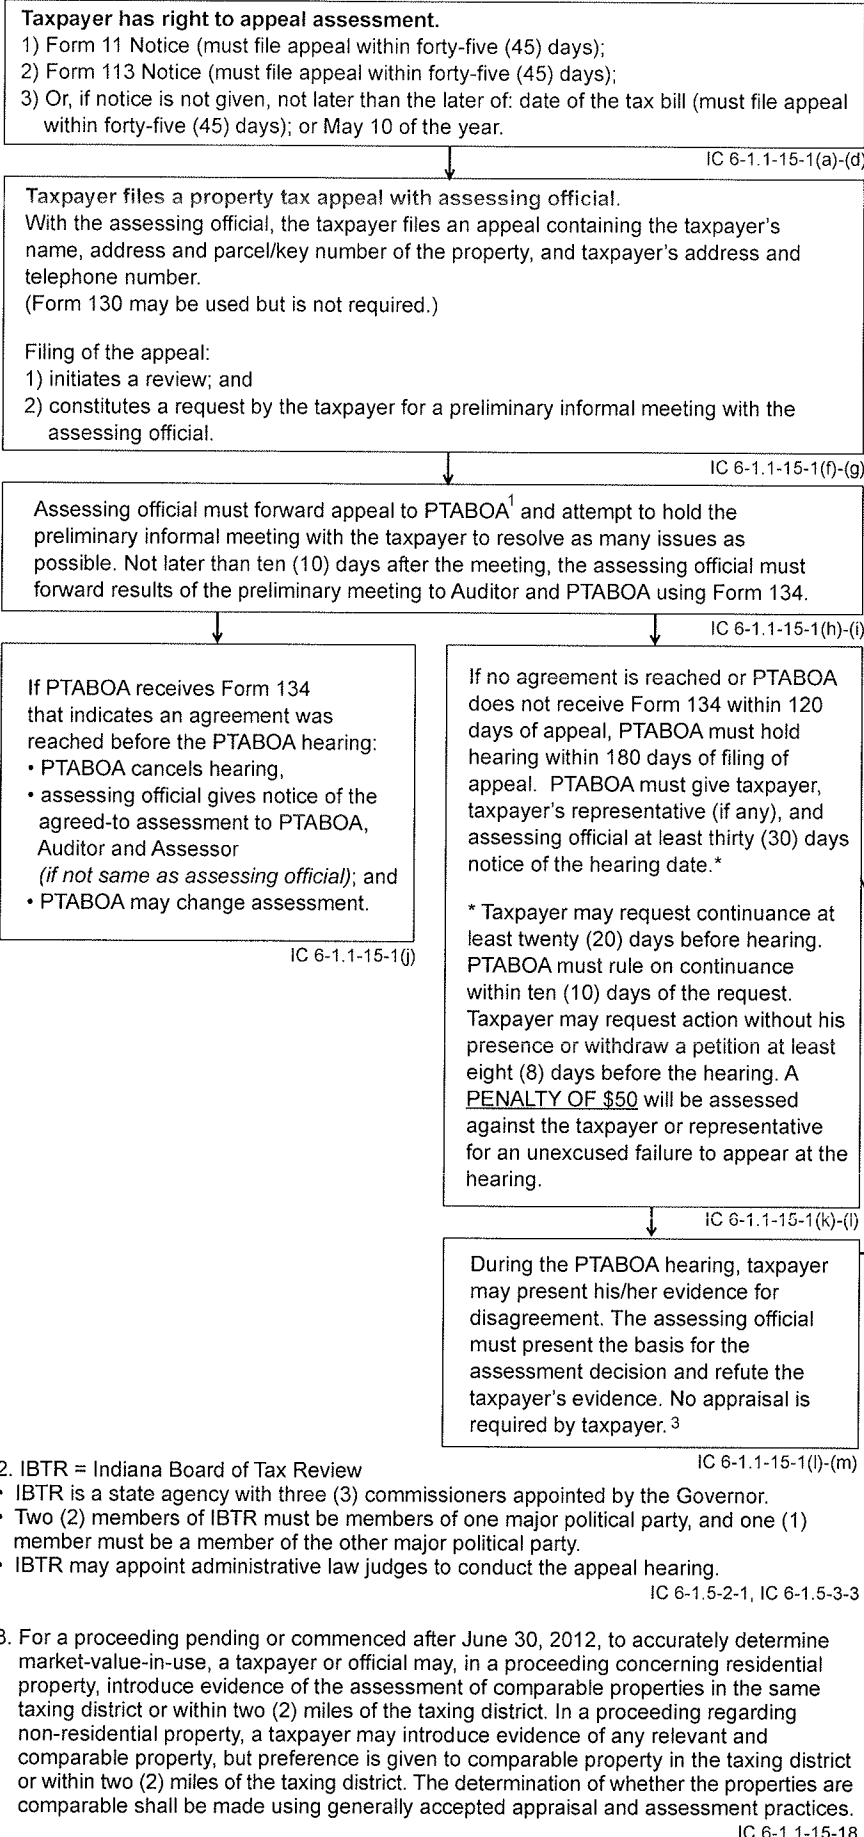 Taxpayer has right to appeal assessment.
1) Form 11 Notice (must file appeal within forty-five (45) days);
2) Form 113 Notice (must file appeal within forty-five (45) days);
3) Or, if notice is not given, not later than the later of: date of the tax bill (must file appeal
within forty-five (45) days); or May 10 of the year.
IC 6-1.1-15-1(a)-(d)
Taxpayer files a property tax appeal with assessing official.
With the assessing official, the taxpayer files an appeal containing the taxpayer's
name, address and parcel/key number of the property, and taxpayer's address and
telephone number.
(Form 130 may be used but is not required.)
Filing of the appeal:
1) initiates a review; and
2) constitutes a request by the taxpayer for a preliminary informal meeting with the
assessing official.
IC 6-1.1-15-1(f)-(g)
Assessing official must forward appeal to PTABOA1 and attempt to hold the
preliminary informal meeting with the taxpayer to resolve as many issues as
possible. Not later than ten (10) days after the meeting, the assessing official must
forward results of the preliminary meeting to Auditor and PTABOA using Form 134.
IC 6-1.1-15-1(h)-(i)
If PTABOA receives Form 134
that indicates an agreement was
reached before the PTABOA hearing:
• PTABOA cancels hearing,
• assessing official gives notice of the
agreed-to assessment to PTABOA,
Auditor and Assessor
(if not same as assessing official); and
• PTABOA may change assessment.
IC 6-1.1-15-1(j)
If no agreement is reached or PTABOA
does not receive Form 134 within 120
days of appeal, PTABOA must hold
hearing within 180 days of filing of
appeal. PTABOA must give taxpayer,
taxpayer's representative (if any), and
assessing official at least thirty (30) days
notice of the hearing date.*
* Taxpayer may request continuance at
least twenty (20) days before hearing.
PTABOA must rule on continuance
within ten (10) days of the request.
Taxpayer may request action without his
presence or withdraw a petition at least
eight (8) days before the hearing. A
PENALTY OF $50 will be assessed
against the taxpayer or representative
for an unexcused failure to appear at the
hearing.
IC 6-1.1-15-1(k)-(l)
During the PTABOA hearing, taxpayer
may present his/her evidence for
disagreement. The assessing official
must present the basis for the
assessment decision and refute the
taxpayer's evidence. No appraisal is
required by taxpayer. 3
IC 6-1.1-15-1(l)-(m)
2. IBTR = Indiana Board of Tax Review
• IBTR is a state agency with three (3) commissioners appointed by the Governor.
• Two (2) members of IBTR must be members of one major political party, and one (1)
member must be a member of the other major political party.
• IBTR may appoint administrative law judges to conduct the appeal hearing.
IC 6-1.5-2-1, IC 6-1.5-3-3
3. For a proceeding pending or commenced after June 30, 2012, to accurately determine
market-value-in-use, a taxpayer or official may, in a proceeding concerning residential
property, introduce evidence of the assessment of comparable properties in the same
taxing district or within two (2) miles of the taxing district. In a proceeding regarding
non-residential property, a taxpayer may introduce evidence of any relevant and
comparable property, but preference is given to comparable property in the taxing district
or within two (2) miles of the taxing district. The determination of whether the properties are
comparable shall be made using generally accepted appraisal and assessment practices.
IC 6-1.1-15-18